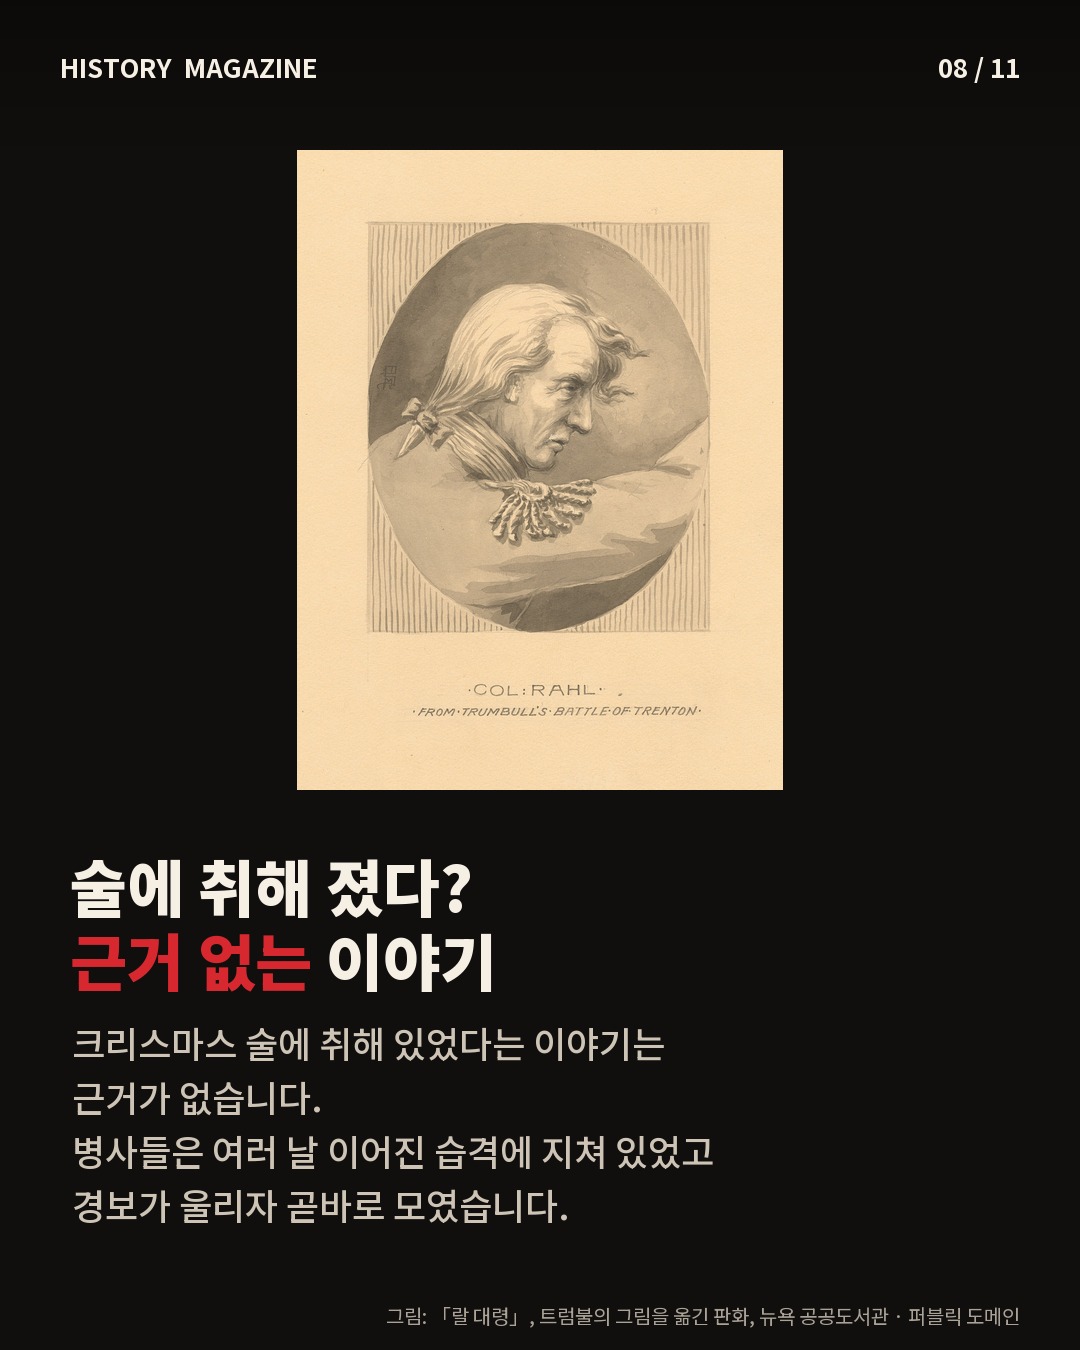 HISTORY MAGAZINE
08 / 11
·COL:RAHL·
·FROM·TRUMBULL'S·BATTLE·OF·TRENTON·
술에 취해 졌다?
근거 없는 이야기
크리스마스 술에 취해 있었다는 이야기는
근거가 없습니다.
병사들은 여러 날 이어진 습격에 지쳐 있었고
경보가 울리자 곧바로 모였습니다.
그림: 「랄 대령」, 트럼불의 그림을 옮긴 판화, 뉴욕 공공도서관 · 퍼블릭 도메인